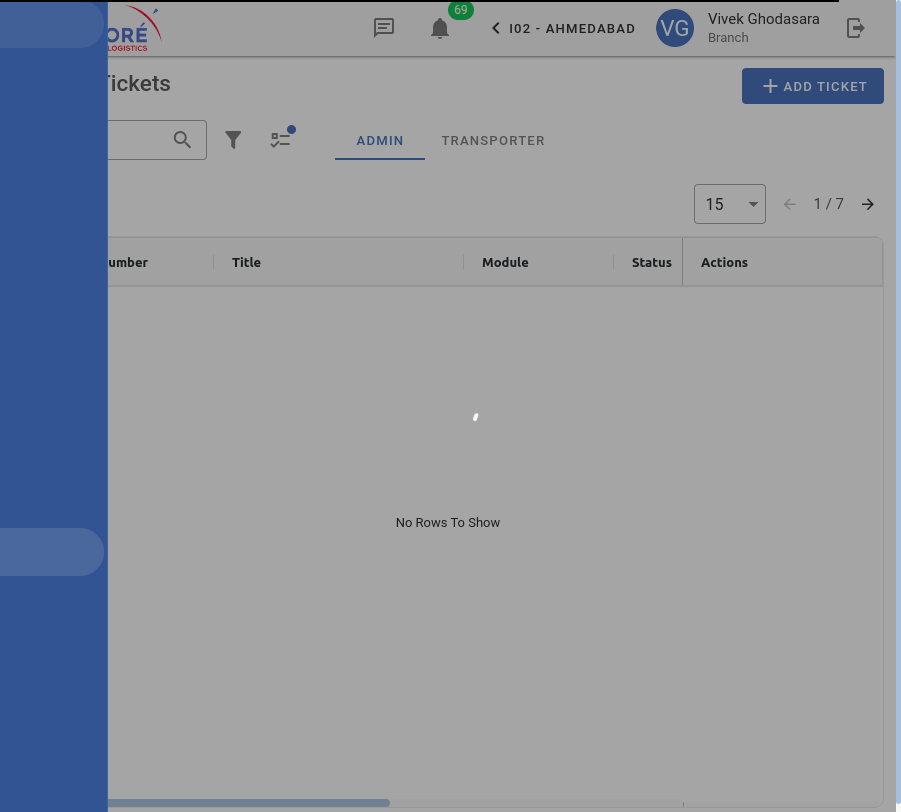 ORÉ
LOGISTICS
69
I02 - AHMEDABAD
VG
Vivek Ghodasara
Branch
Tickets
ADD TICKET
ADMIN
TRANSPORTER
15
1 / 7
umber
Title
Module
Status
Actions
No Rows To Show